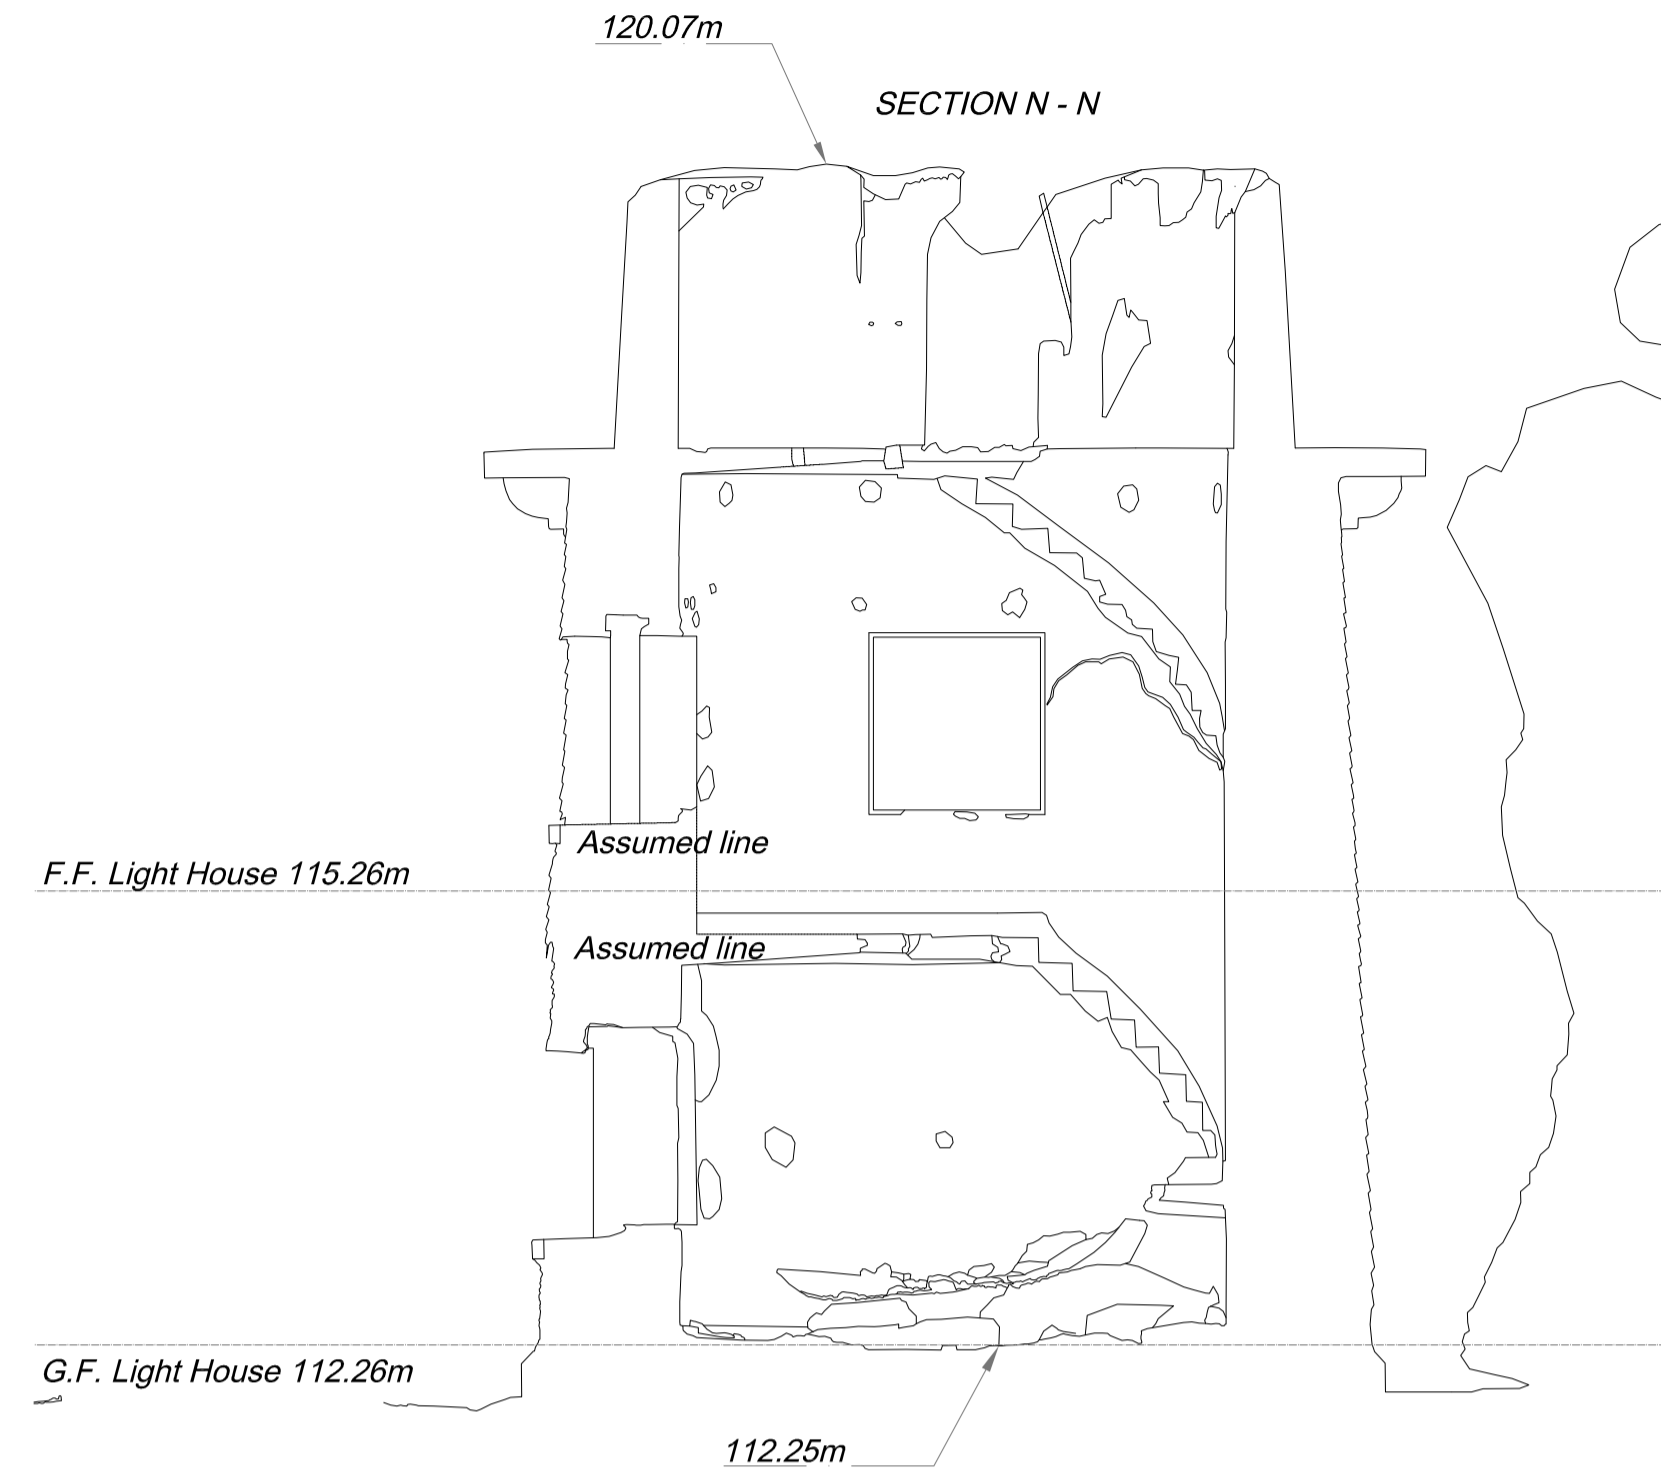 120.07m
SECTION N - N
Assumed line
F.F. Light House 115.26m
Assumed line
G.F. Light House 112.26m
112.25m